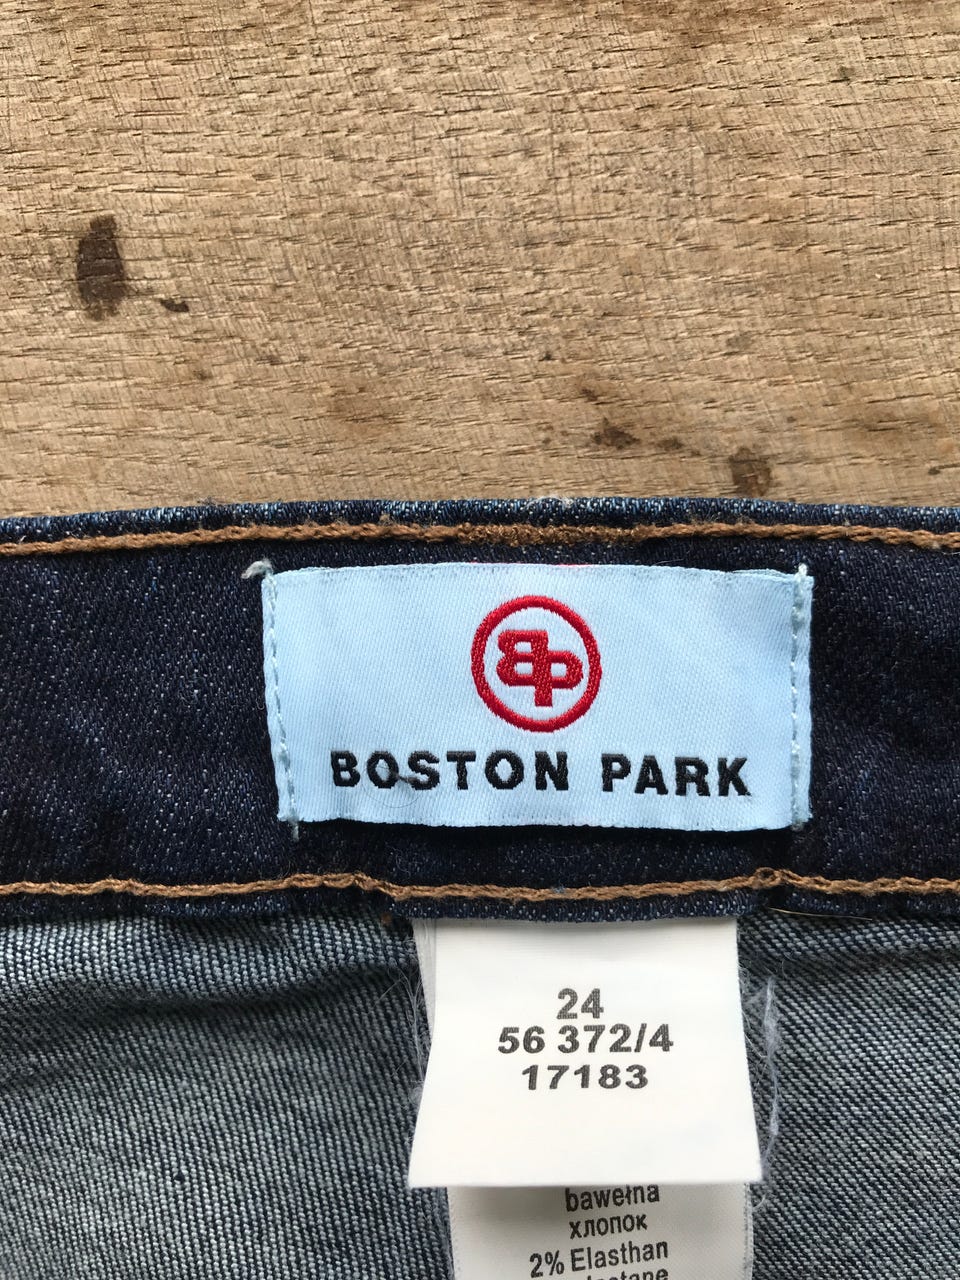 BP
BOSTON PARK
24
56 372/4
17183
bawełna
хлопок
2% Elasthan